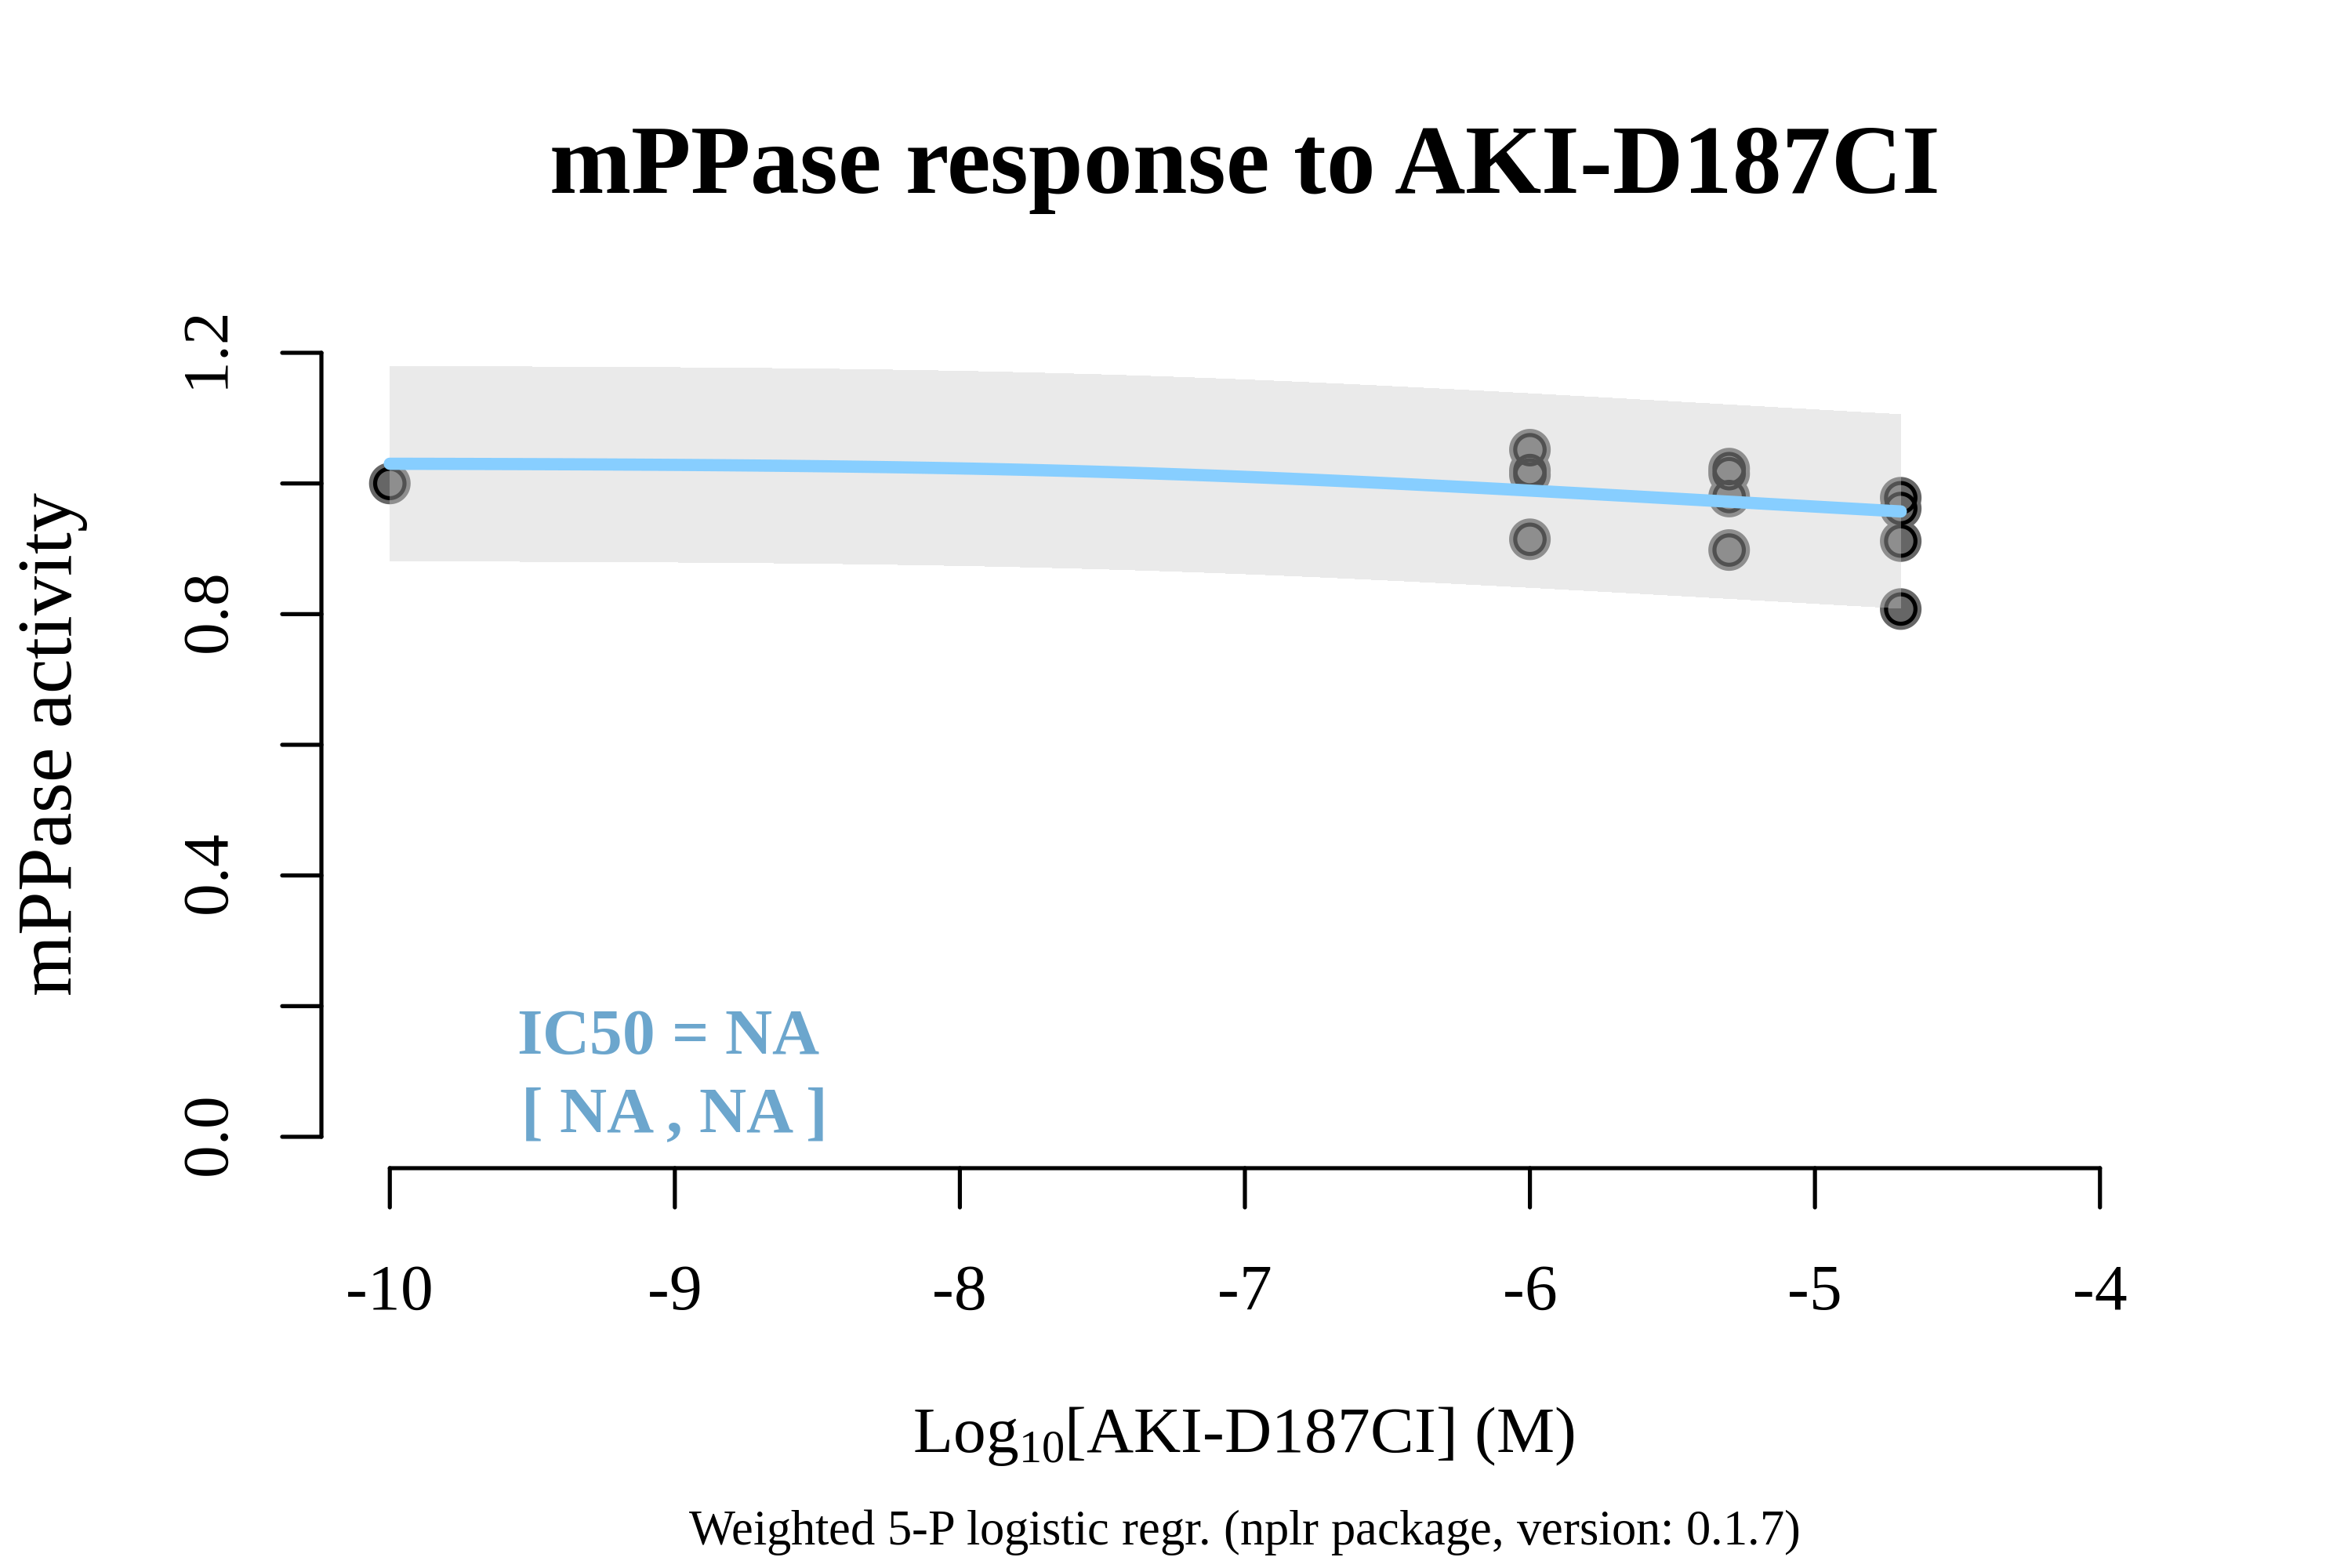 mPPase response to AKI-D187CI
mPPase activity
1.2
0.8
0.4
0.0
IC50 = NA
[ NA , NA ]
-10 -9 -8 -7 -6 -5 -4
Log10[AKI-D187CI] (M)
Weighted 5-P logistic regr. (nplr package, version: 0.1.7)